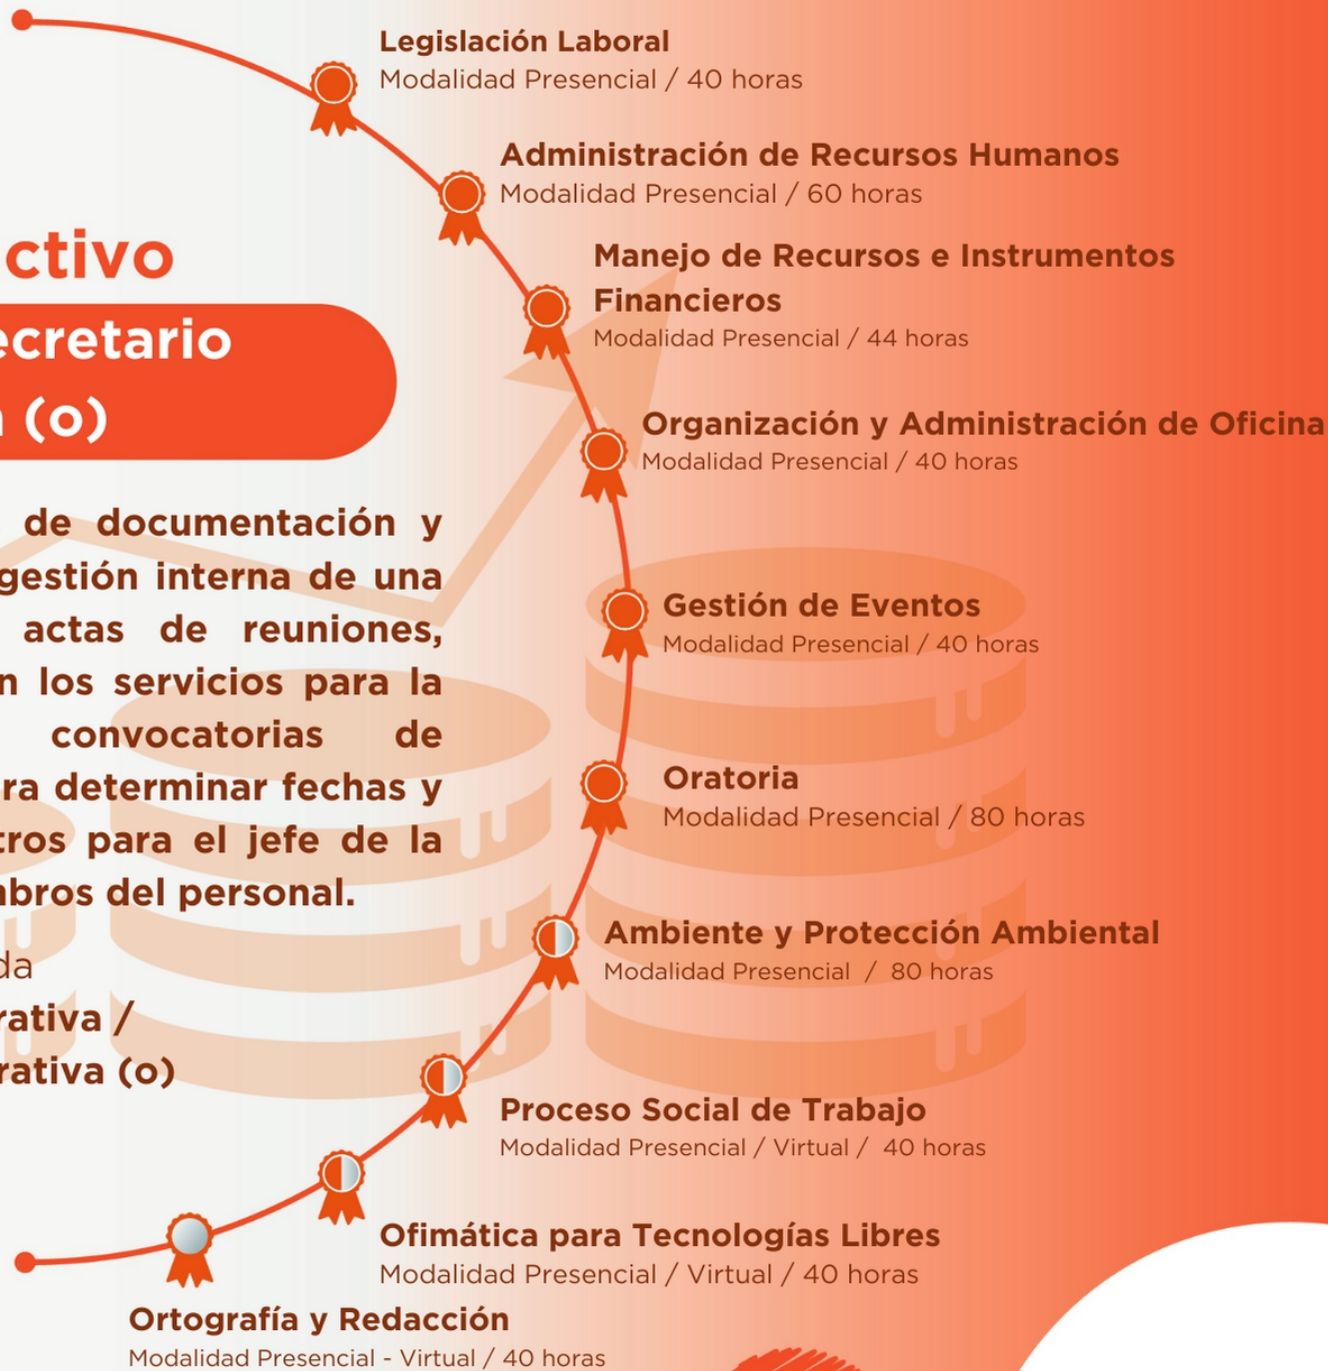 ctivo
ecretario
(o)
de documentación y
gestión interna de una
actas de reuniones,
n los servicios para la
convocatorias de
ra determinar fechas y
tros para el jefe de la
mbros del personal.
da
rativa /
rativa (o)
Legislación Laboral
Modalidad Presencial / 40 horas
Administración de Recursos Humanos
Modalidad Presencial / 60 horas
Manejo de Recursos e Instrumentos
Financieros
Modalidad Presencial / 44 horas
Organización y Administración de Oficina
Modalidad Presencial / 40 horas
Gestión de Eventos
Modalidad Presencial / 40 horas
Oratoria
Modalidad Presencial / 80 horas
Ambiente y Protección Ambiental
Modalidad Presencial / 80 horas
Proceso Social de Trabajo
Modalidad Presencial / Virtual / 40 horas
Ofimática para Tecnologías Libres
Modalidad Presencial / Virtual / 40 horas
Ortografía y Redacción
Modalidad Presencial - Virtual / 40 horas